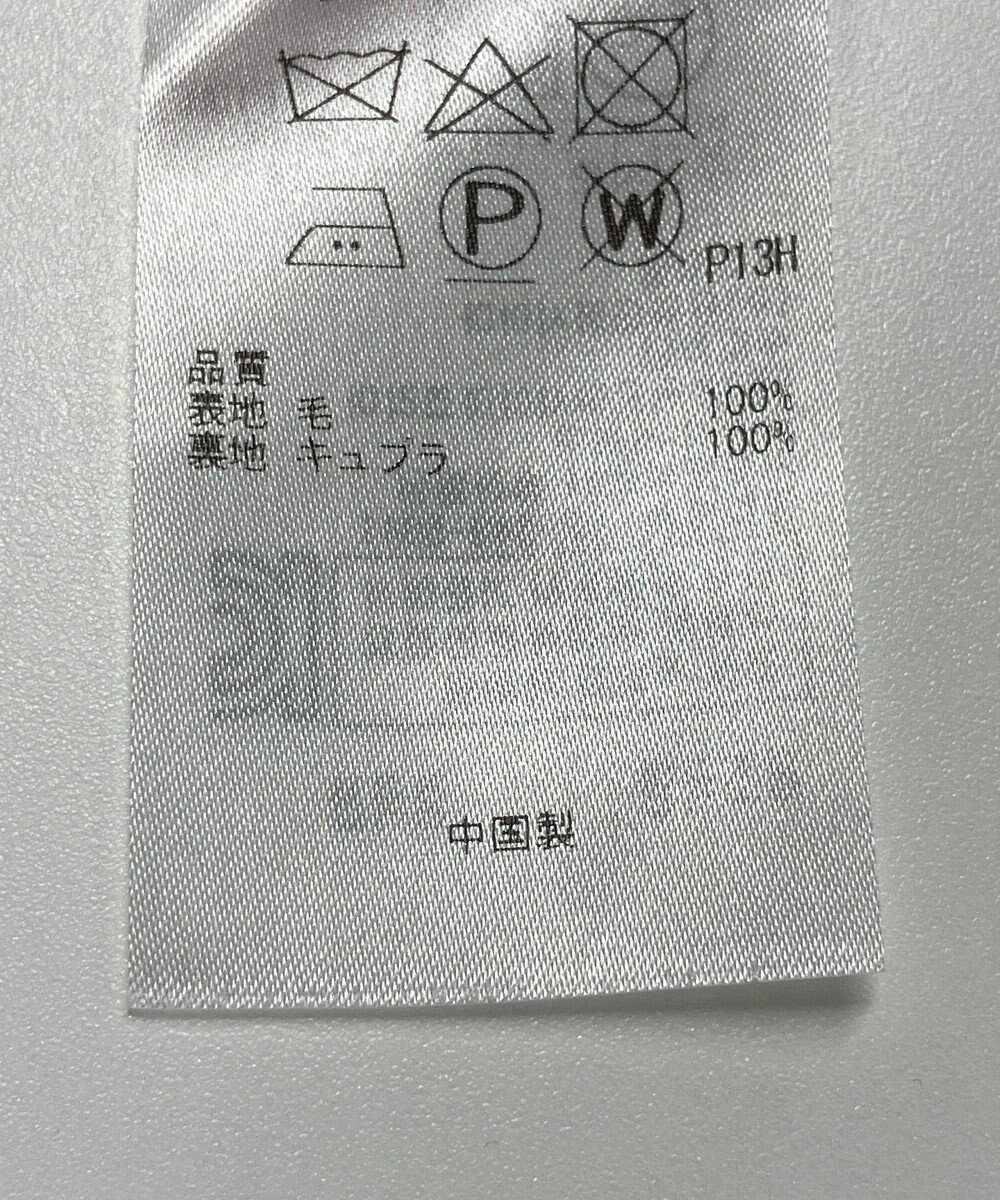 P W P13H
品質
表地 毛 100%
裏地 キュプラ 100%
中国製